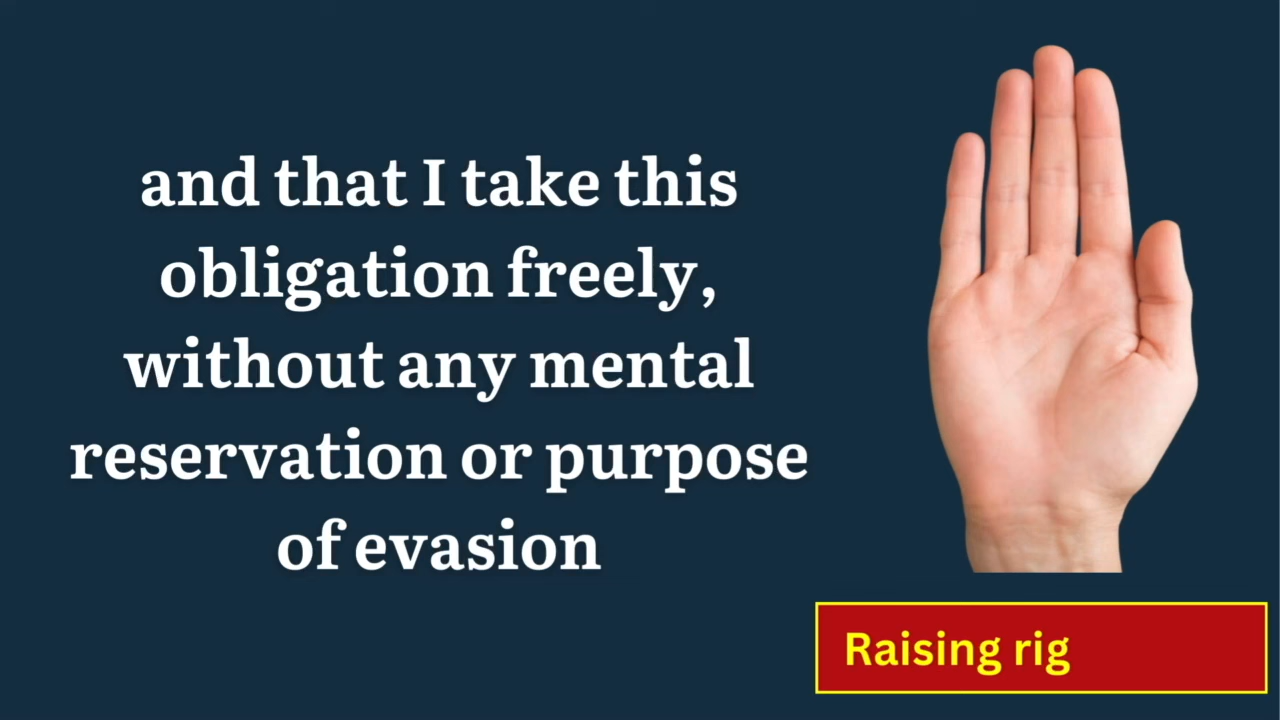 and that I take this
obligation freely,
without any mental
reservation or purpose
of evasion
Raising rig